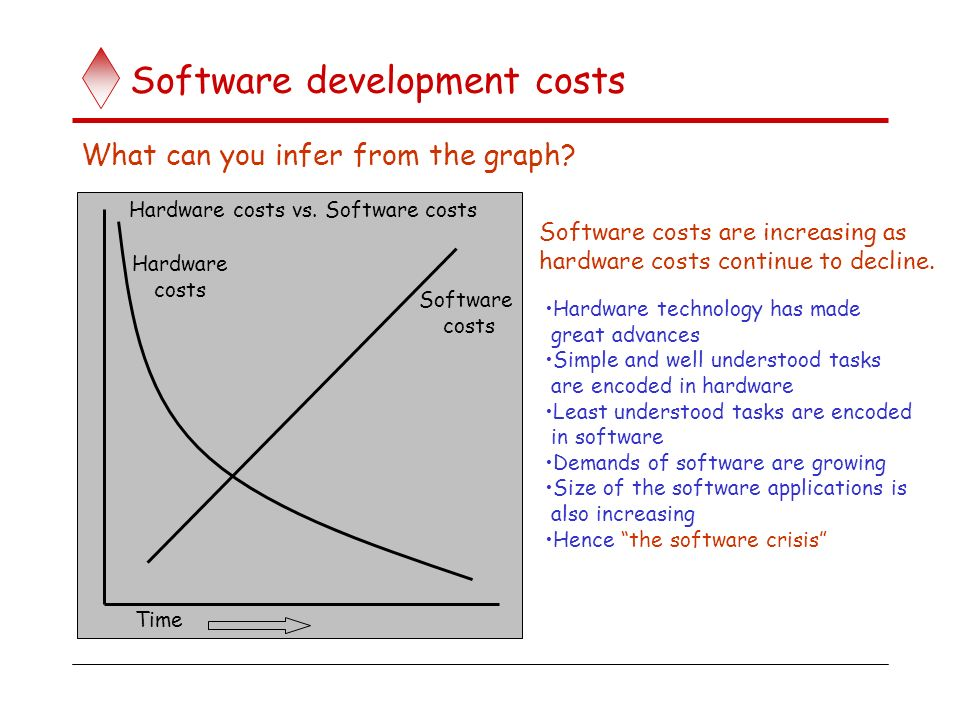 Software development costs
What can you infer from the graph?
Hardware costs vs. Software costs
Hardware
costs
Software
costs
Time
Software costs are increasing as
hardware costs continue to decline.
•Hardware technology has made
great advances
•Simple and well understood tasks
are encoded in hardware
•Least understood tasks are encoded
in software
•Demands of software are growing
•Size of the software applications is
also increasing
•Hence “the software crisis”